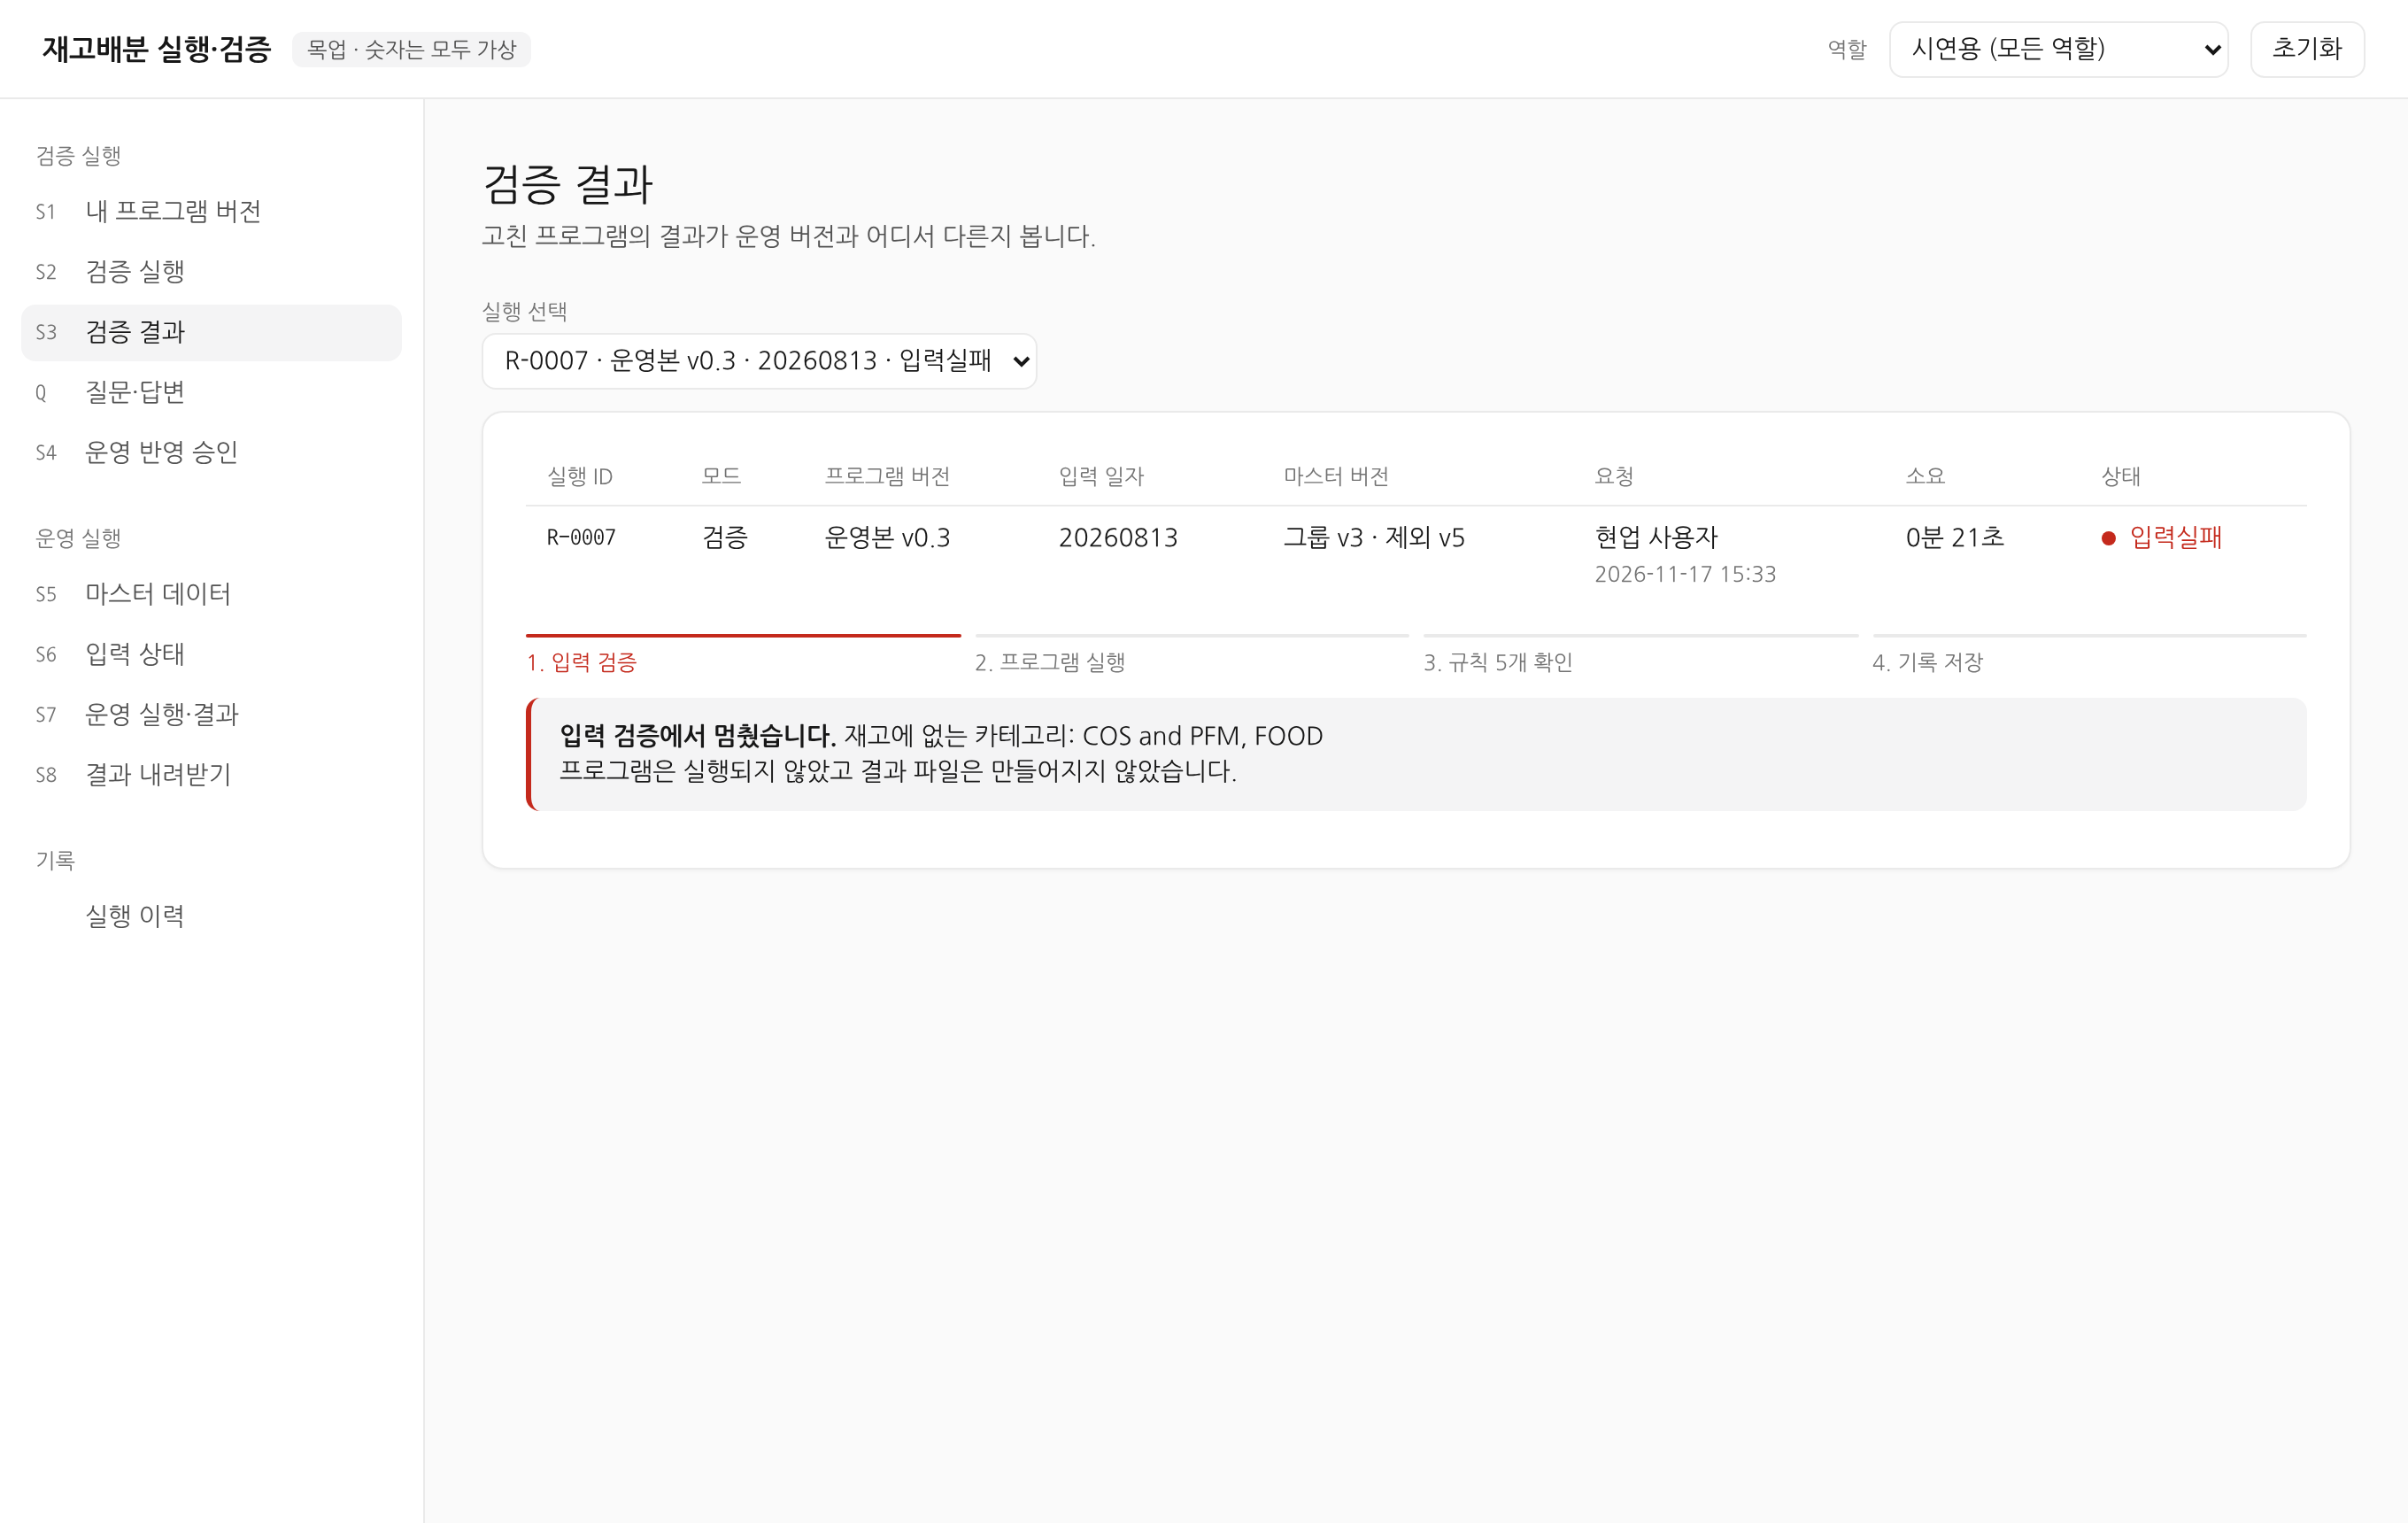 재고배분 실행·검증
목업 · 숫자는 모두 가상
역할
시연용 (모든 역할)
초기화
검증 실행
S1 내 프로그램 버전
S2 검증 실행
S3 검증 결과
Q 질문·답변
S4 운영 반영 승인
운영 실행
S5 마스터 데이터
S6 입력 상태
S7 운영 실행·결과
S8 결과 내려받기
기록
실행 이력
검증 결과
고친 프로그램의 결과가 운영 버전과 어디서 다른지 봅니다.
실행 선택
R-0007 · 운영본 v0.3 · 20260813 · 입력실패
실행 ID 모드 프로그램 버전 입력 일자 마스터 버전 요청 소요 상태
R-0007 검증 운영본 v0.3 20260813 그룹 v3 · 제외 v5 현업 사용자 0분 21초 입력실패
2026-11-17 15:33
1. 입력 검증 2. 프로그램 실행 3. 규칙 5개 확인 4. 기록 저장
입력 검증에서 멈췄습니다. 재고에 없는 카테고리: COS and PFM, FOOD
프로그램은 실행되지 않았고 결과 파일은 만들어지지 않았습니다.